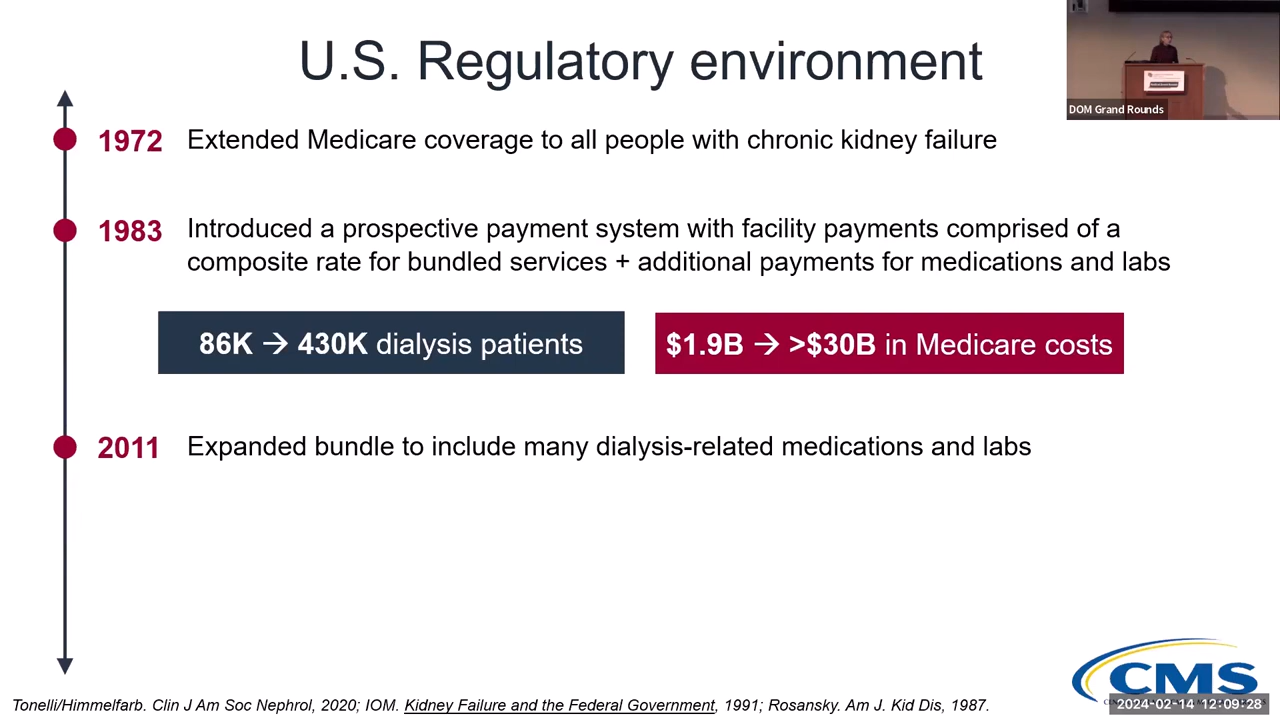 U.S. Regulatory environment
DOM Grand Rounds
1972 Extended Medicare coverage to all people with chronic kidney failure
1983 Introduced a prospective payment system with facility payments comprised of a
composite rate for bundled services + additional payments for medications and labs
86K → 430K dialysis patients
$1.9B → >$30B in Medicare costs
2011 Expanded bundle to include many dialysis-related medications and labs
CMS
2024-02-14 12:09:28
Tonelli/Himmelfarb. Clin J Am Soc Nephrol, 2020; IOM. Kidney Failure and the Federal Government, 1991; Rosansky. Am J Kid Dis, 1987.